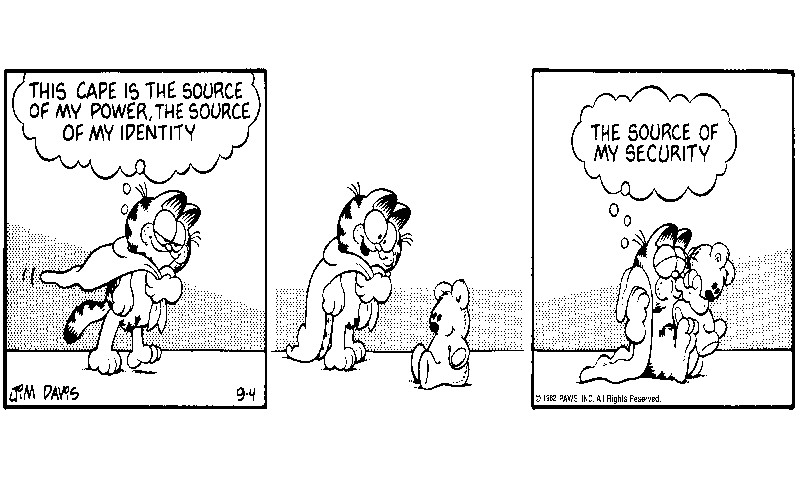 THIS CAPE IS THE SOURCE
OF MY POWER, THE SOURCE
OF MY IDENTITY
JIM DAVIS
9-4
THE SOURCE OF
MY SECURITY
© 1982 PAWS, INC. All Rights Reserved.